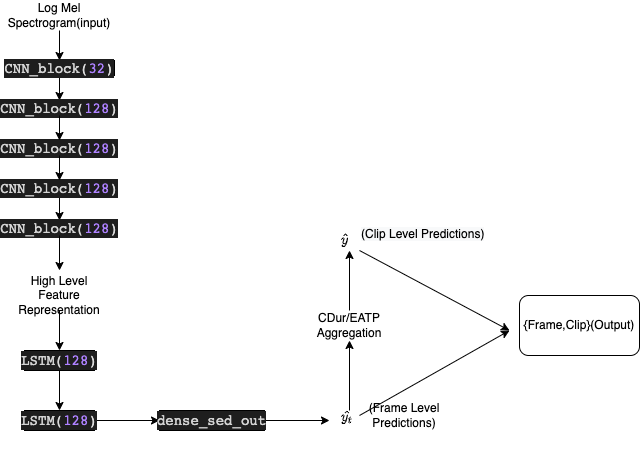 Log Mel
Spectrogram(input)
CNN_block(32)
CNN_block(128)
CNN_block(128)
CNN_block(128)
CNN_block(128)
High Level
Feature
Representation
LSTM(128)
LSTM(128)
dense_sed_out
ŷₜ
(Frame Level
Predictions)
CDur/EATP
Aggregation
ŷ
(Clip Level Predictions)
{Frame,Clip}(Output)